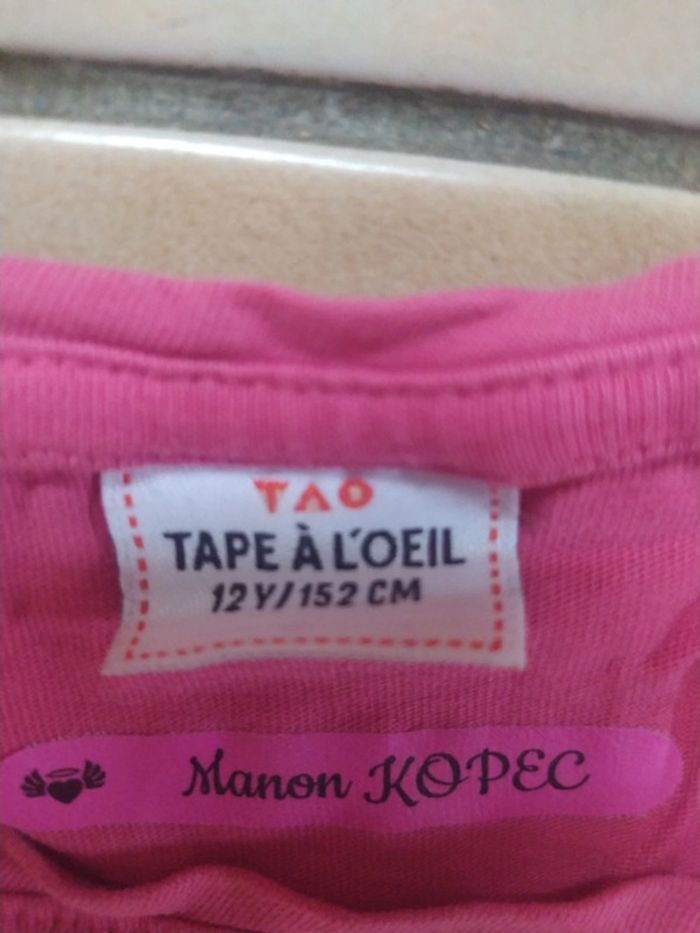 TAO
TAPE À L'OEIL
12Y/152 CM
Manon KOPEC